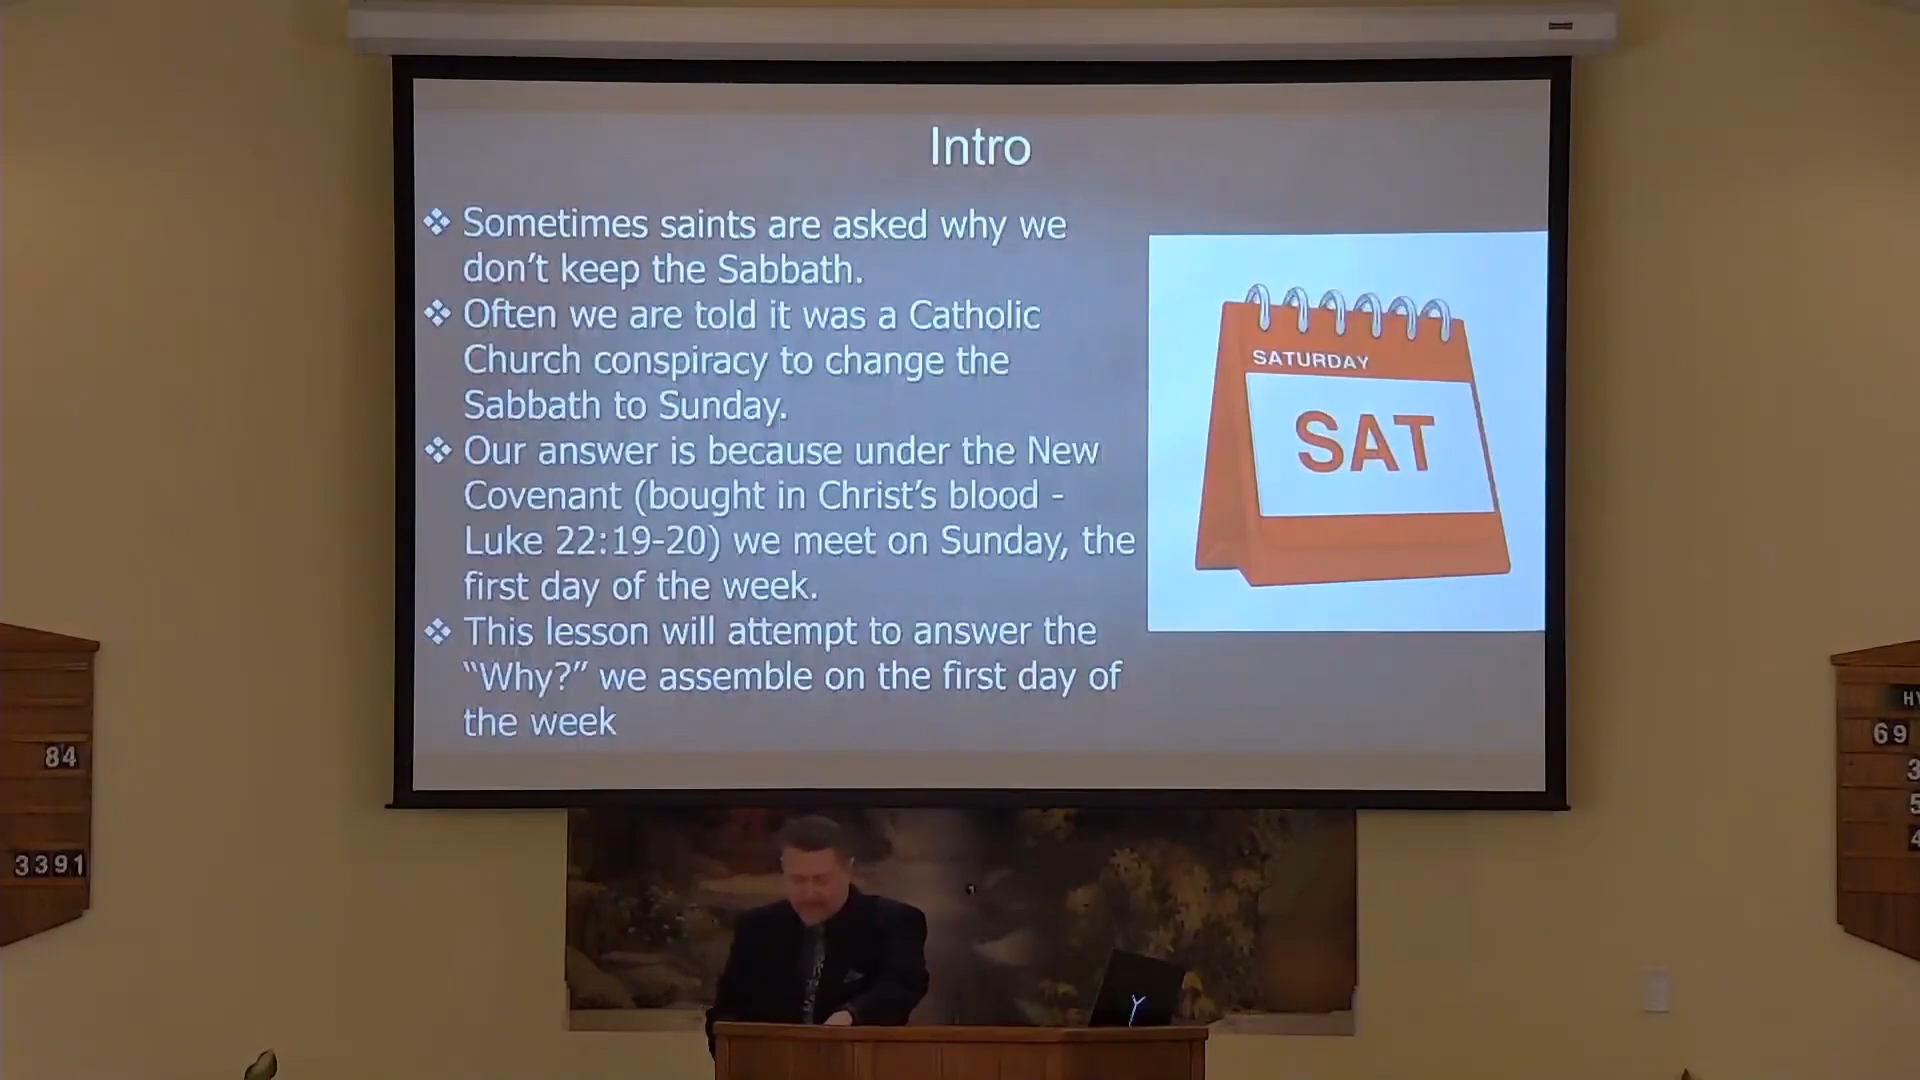 Intro
❖ Sometimes saints are asked why we
don't keep the Sabbath.
❖ Often we are told it was a Catholic
Church conspiracy to change the
Sabbath to Sunday.
❖ Our answer is because under the New
Covenant (bought in Christ's blood -
Luke 22:19-20) we meet on Sunday, the
first day of the week.
❖ This lesson will attempt to answer the
“Why?” we assemble on the first day of
the week
SATURDAY
SAT
84
3391
69